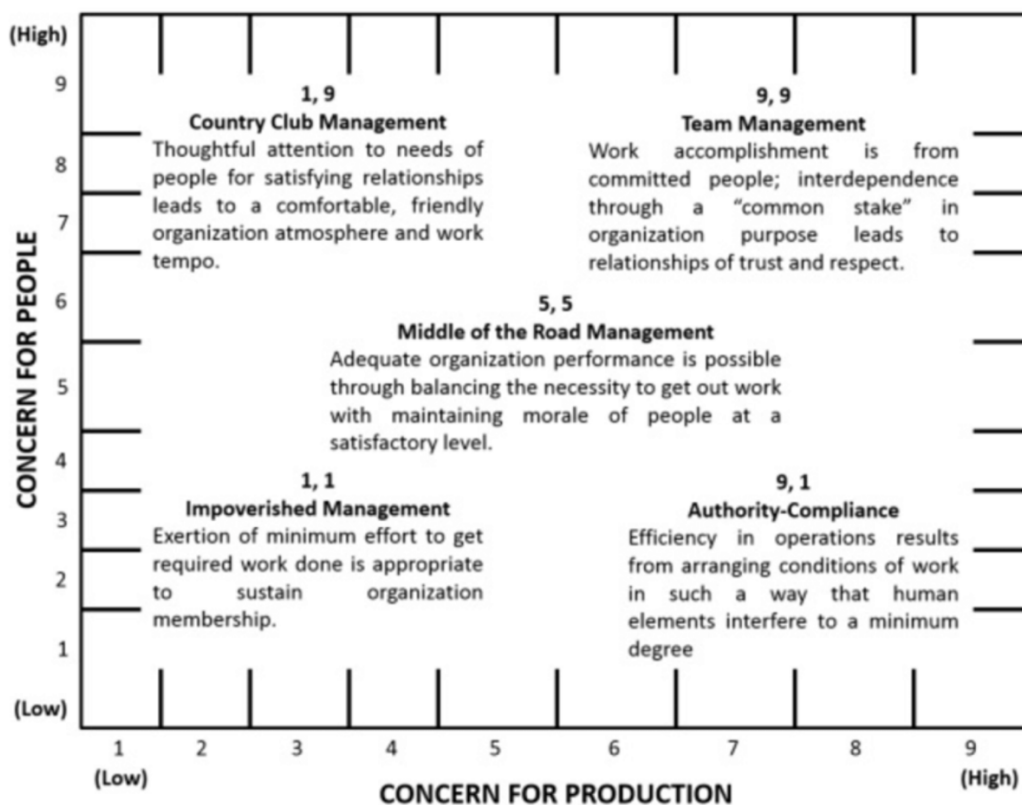 (High)
9
8
7
6
5
4
3
2
1
(Low)
CONCERN FOR PEOPLE
1, 9
Country Club Management
Thoughtful attention to needs of
people for satisfying relationships
leads to a comfortable, friendly
organization atmosphere and work
tempo.
9, 9
Team Management
Work accomplishment is from
committed people; interdependence
through a “common stake” in
organization purpose leads to
relationships of trust and respect.
5, 5
Middle of the Road Management
Adequate organization performance is possible
through balancing the necessity to get out work
with maintaining morale of people at a
satisfactory level.
1, 1
Impoverished Management
Exertion of minimum effort to get
required work done is appropriate
to sustain organization
membership.
9, 1
Authority-Compliance
Efficiency in operations results
from arranging conditions of work
in such a way that human
elements interfere to a minimum
degree
1 2 3 4 5 6 7 8 9
(Low) (High)
CONCERN FOR PRODUCTION